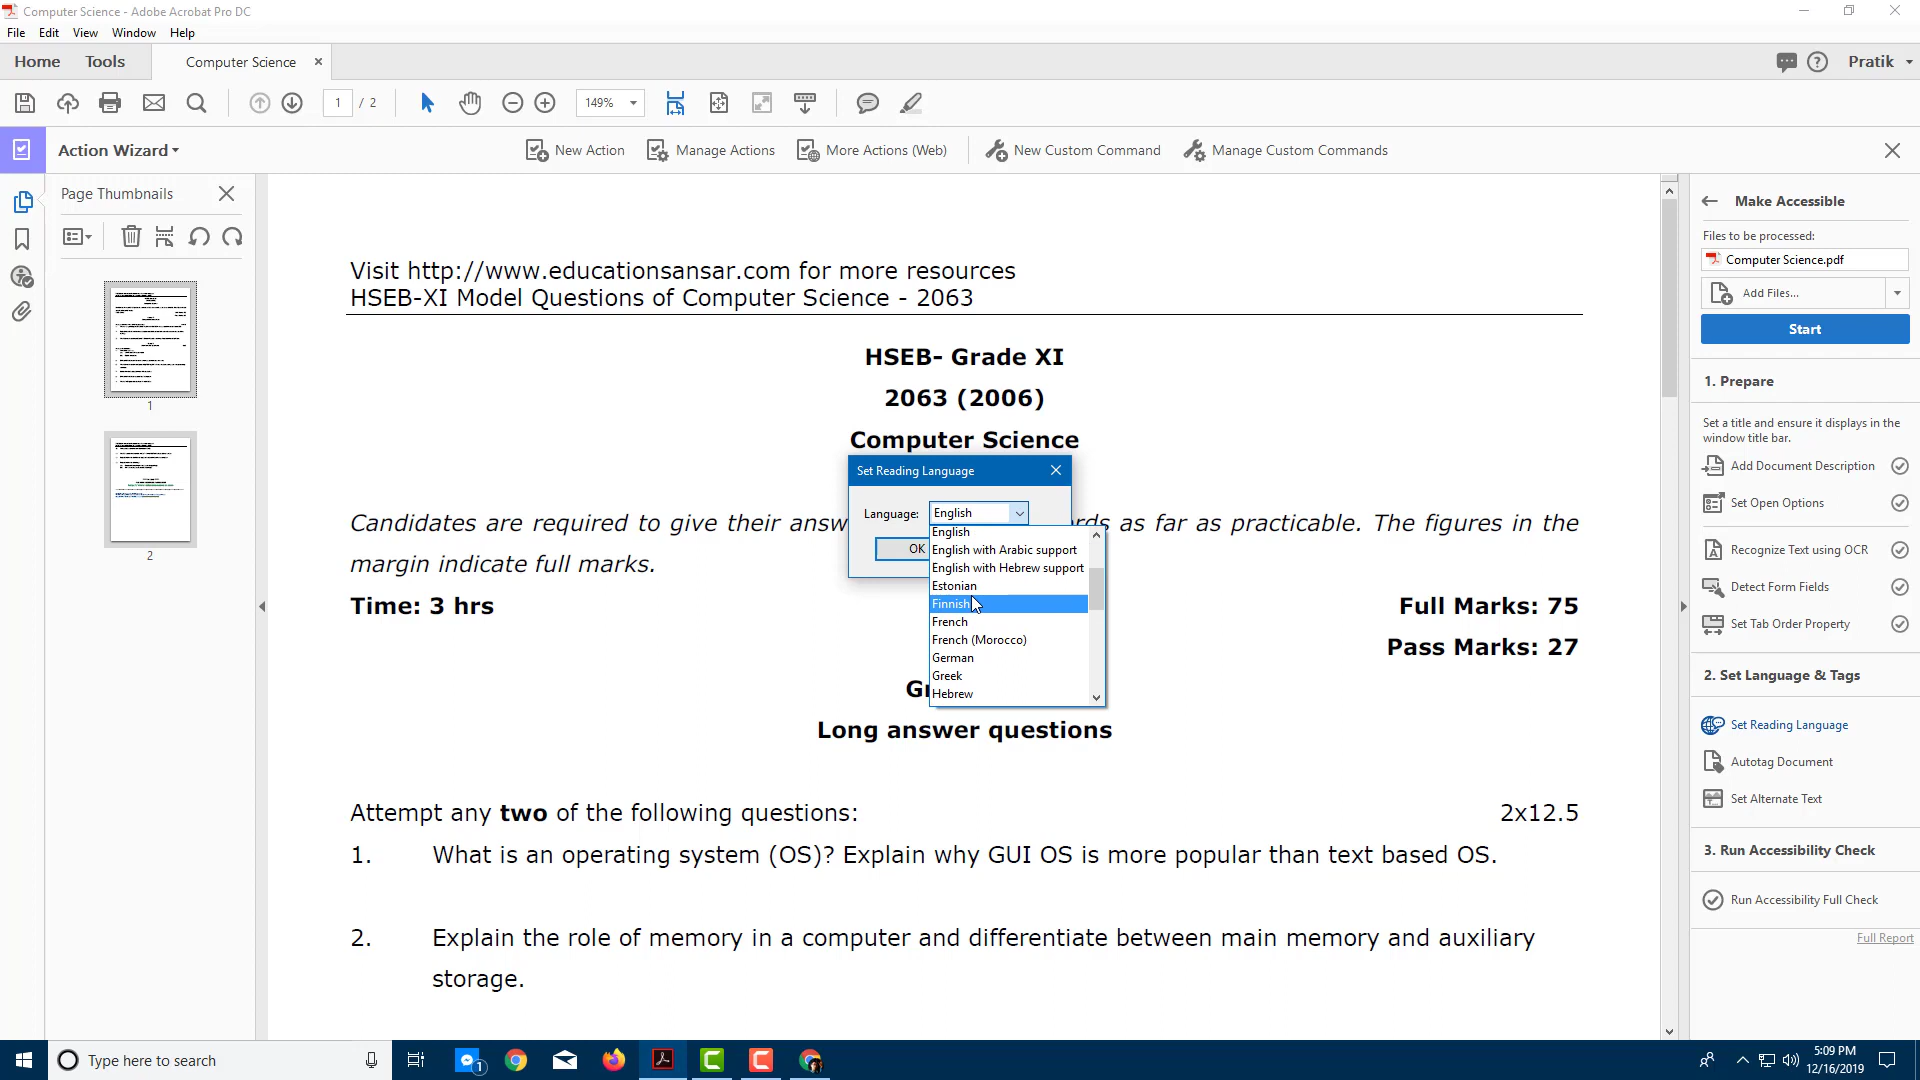 Computer Science - Adobe Acrobat Pro DC
File Edit View Window Help
Home Tools Computer Science Pratik
1 / 2 149%
Action Wizard New Action Manage Actions More Actions (Web) New Custom Command Manage Custom Commands
Page Thumbnails
1
2
Visit http://www.educationsansar.com for more resources
HSEB-XI Model Questions of Computer Science - 2063
HSEB- Grade XI
2063 (2006)
Computer Science
Candidates are required to give their answ rds as far as practicable. The figures in the
margin indicate full marks.
Time: 3 hrs Full Marks: 75
Pass Marks: 27
Gr
Long answer questions
Attempt any two of the following questions: 2x12.5
1. What is an operating system (OS)? Explain why GUI OS is more popular than text based OS.
2. Explain the role of memory in a computer and differentiate between main memory and auxiliary
storage.
Set Reading Language
Language: English
OK
English
English with Arabic support
English with Hebrew support
Estonian
Finnish
French
French (Morocco)
German
Greek
Hebrew
Make Accessible
Files to be processed:
Computer Science.pdf
Add Files...
Start
1. Prepare
Set a title and ensure it displays in the
window title bar.
Add Document Description
Set Open Options
Recognize Text using OCR
Detect Form Fields
Set Tab Order Property
2. Set Language & Tags
Set Reading Language
Autotag Document
Set Alternate Text
3. Run Accessibility Check
Run Accessibility Full Check
Full Report
Type here to search
1
5:09 PM
12/16/2019